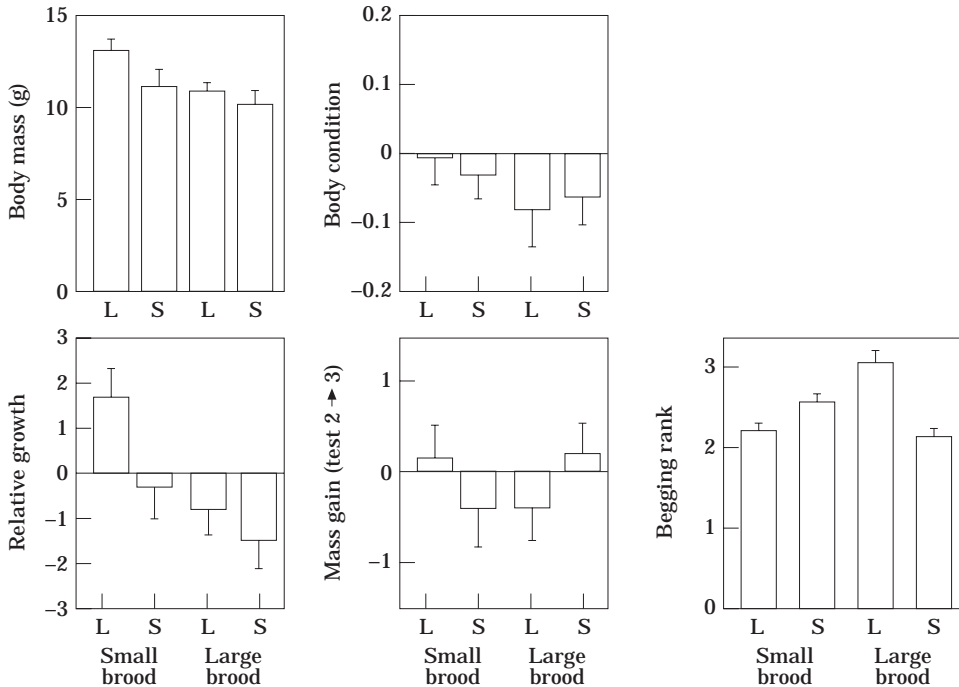 Body mass (g)
15
10
5
0
L S L S
Body condition
0.2
0.1
0
−0.1
−0.2
L S L S
Relative growth
3
2
1
0
−1
−2
−3
L S L S
Small brood
Large brood
Mass gain (test 2 → 3)
1
0
−1
L S L S
Small brood
Large brood
Begging rank
3
2
1
0
L S L S
Small brood
Large brood